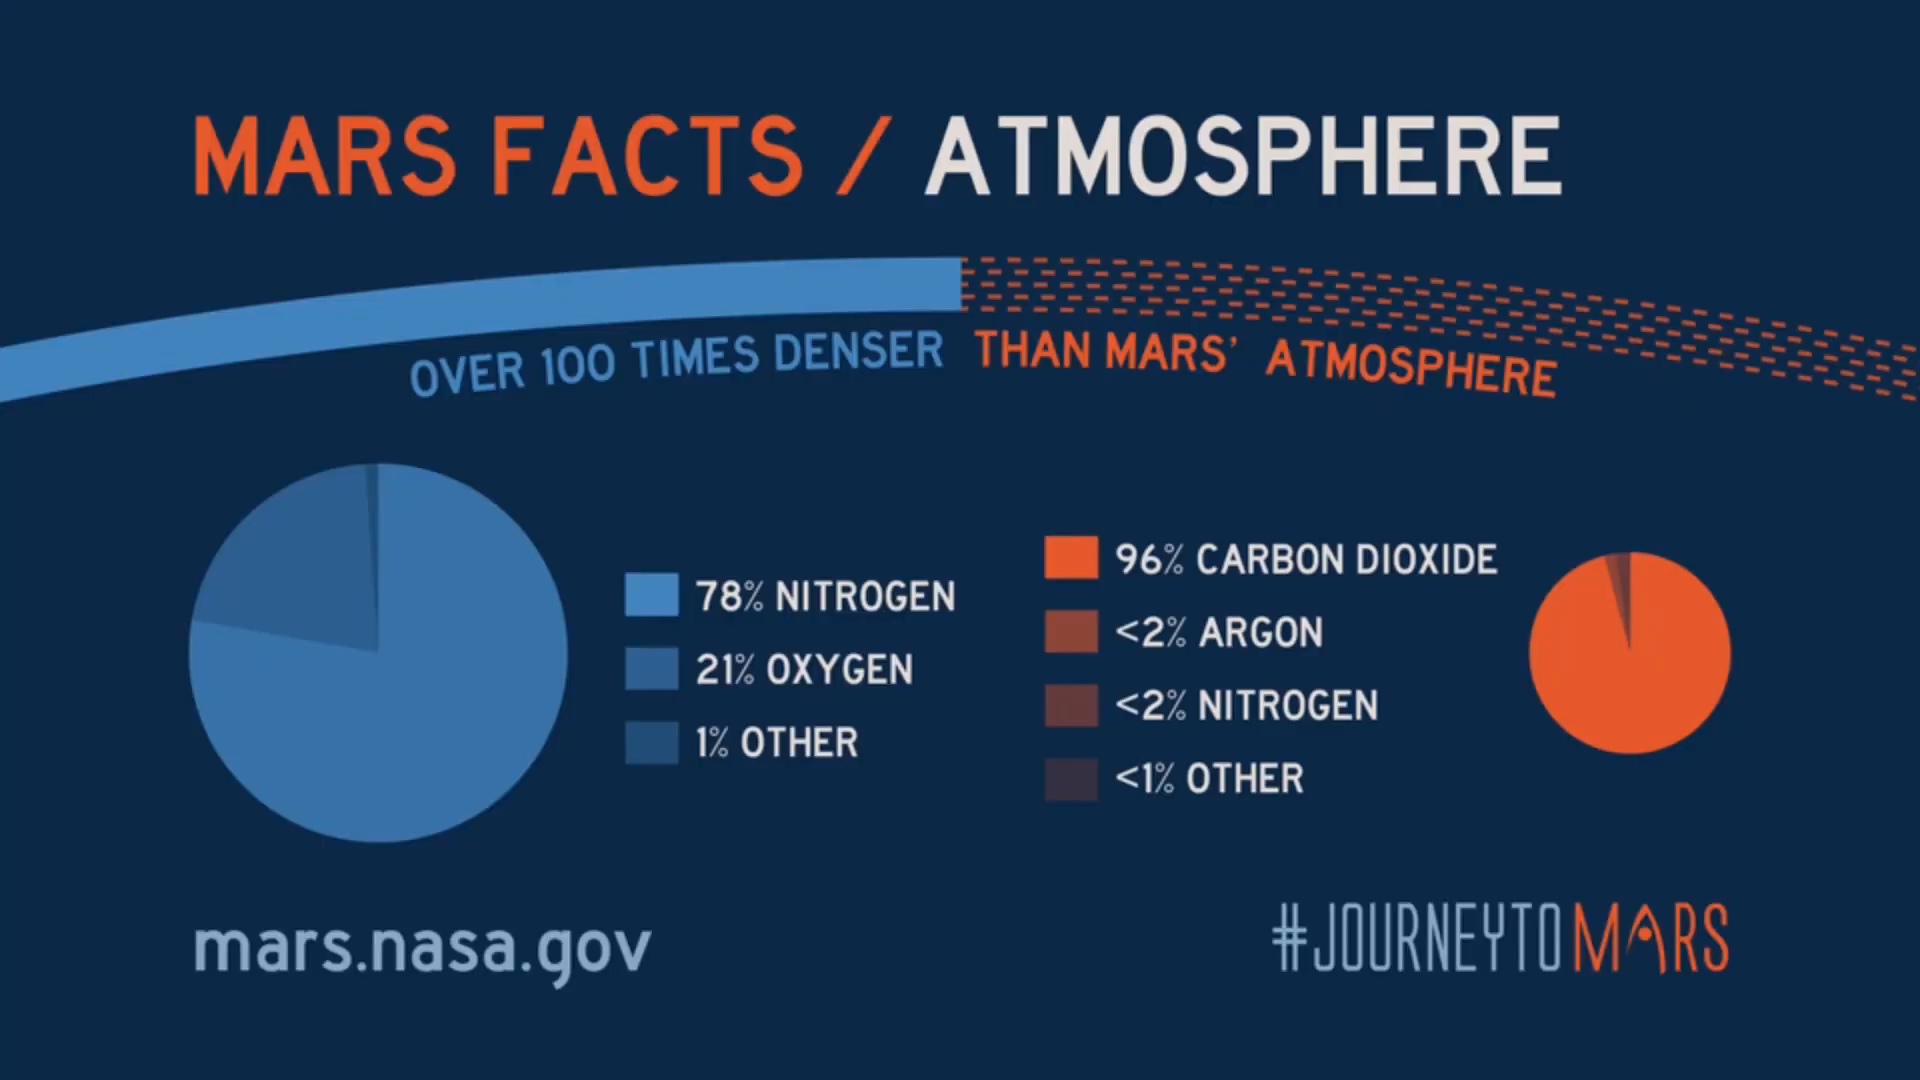 MARS FACTS / ATMOSPHERE
OVER 100 TIMES DENSER THAN MARS' ATMOSPHERE
78% NITROGEN
21% OXYGEN
1% OTHER
96% CARBON DIOXIDE
<2% ARGON
<2% NITROGEN
<1% OTHER
mars.nasa.gov
#JOURNEYTOMARS